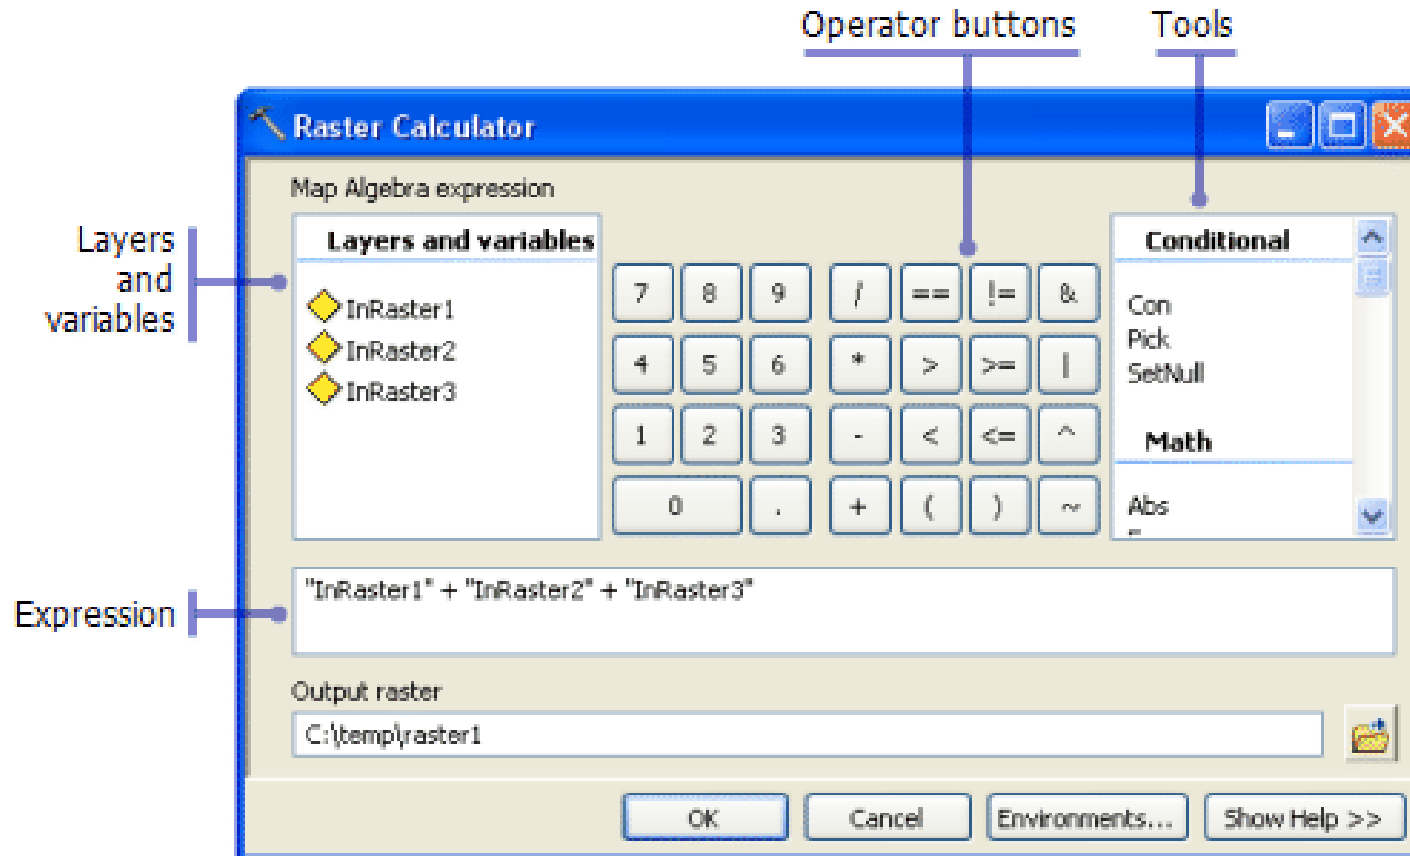 Operator buttons
Tools
Raster Calculator
Map Algebra expression
Layers
and
variables
Layers and variables
InRaster1
InRaster2
InRaster3
7 8 9 / == != &
4 5 6 * > >= |
1 2 3 - < <= ^
0 . + ( ) ~
Conditional
Con
Pick
SetNull
Math
Abs
Expression
"InRaster1" + "InRaster2" + "InRaster3"
Output raster
C:\temp\raster1
OK
Cancel
Environments...
Show Help >>